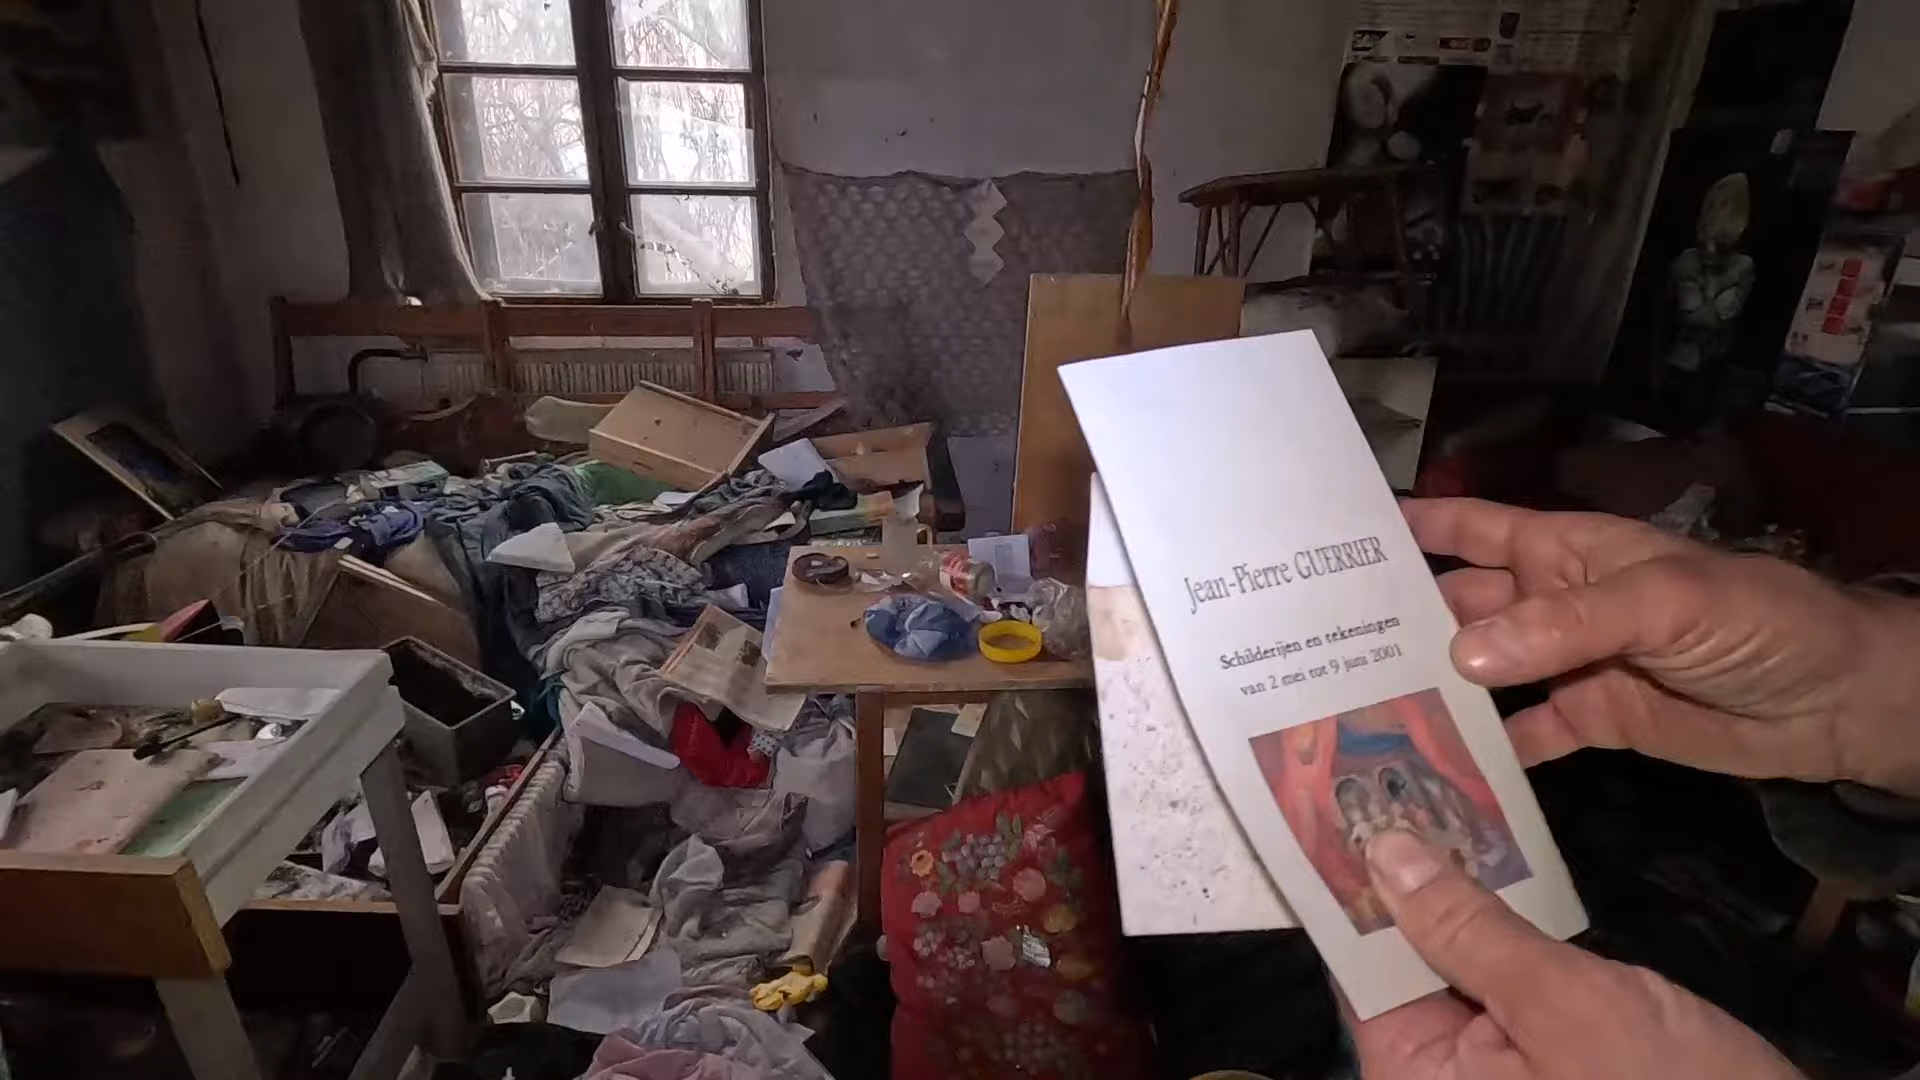 Jean-Pierre GUERRIER
Schilderijen en tekeningen
van 2 mei tot 9 juni 2001